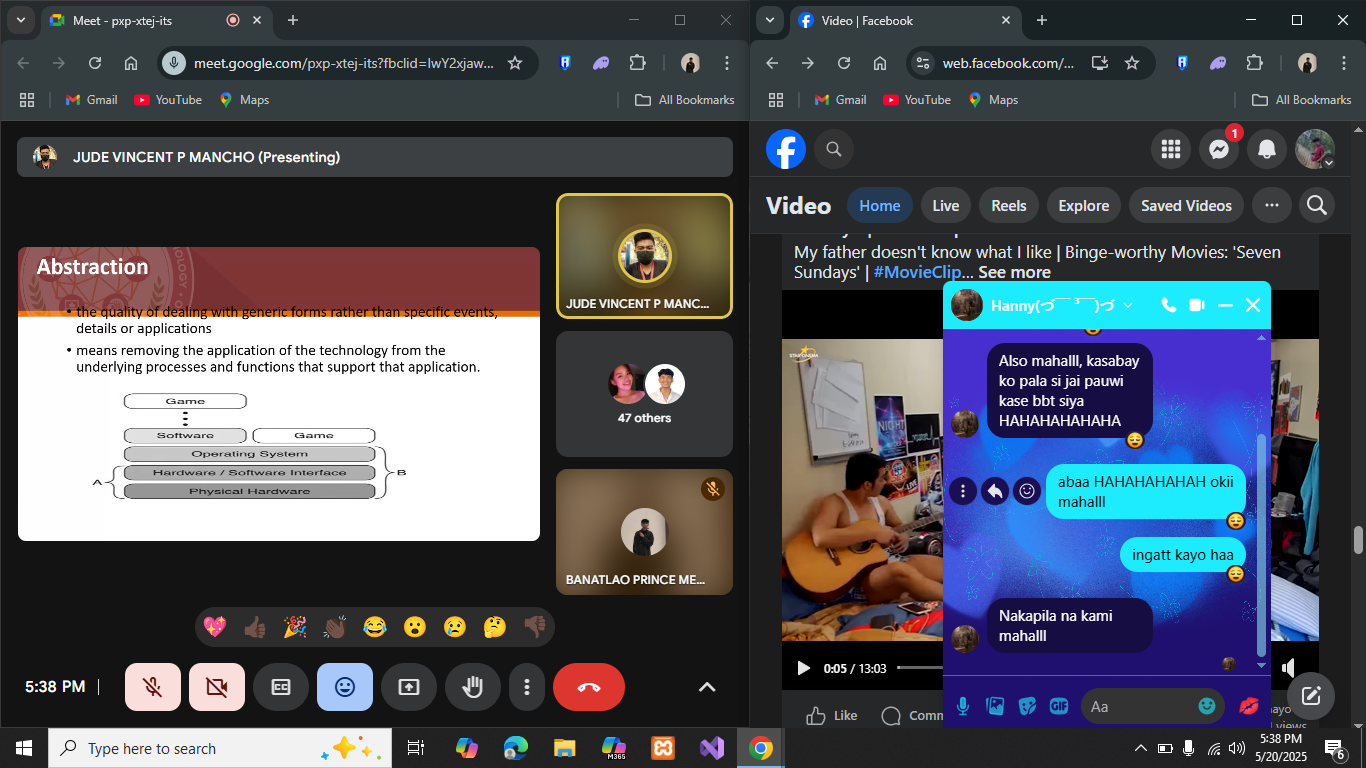 Meet - pxp-xtej-its
meet.google.com/pxp-xtej-its?fbclid=IwY2xjaw...
Gmail
YouTube
Maps
All Bookmarks
JUDE VINCENT P MANCHO (Presenting)
Abstraction
• the quality of dealing with generic forms rather than specific events,
details or applications
• means removing the application of the technology from the
underlying processes and functions that support that application.
Game
Software
Game
Operating System
Hardware / Software Interface
Physical Hardware
A
B
JUDE VINCENT P MANC...
47 others
BANATLAO PRINCE ME...
5:38 PM
Video | Facebook
web.facebook.com/...
Gmail
YouTube
Maps
All Bookmarks
1
Video
Home
Live
Reels
Explore
Saved Videos
My father doesn't know what I like | Binge-worthy Movies: 'Seven
Sundays' | #MovieClip... See more
STAR CINEMA
NIGHT
0:05 / 13:03
Like
Comm
views
Hanny(づ￣ ³￣)づ
Also mahalll, kasabay
ko pala si jai pauwi
kase bbt siya
HAHAHAHAHAHA
abaa HAHAHAHAHAH okii
mahalll
ingatt kayo haa
Nakapila na kami
mahalll
GIF
Aa
Type here to search
M365
5:38 PM
5/20/2025
6